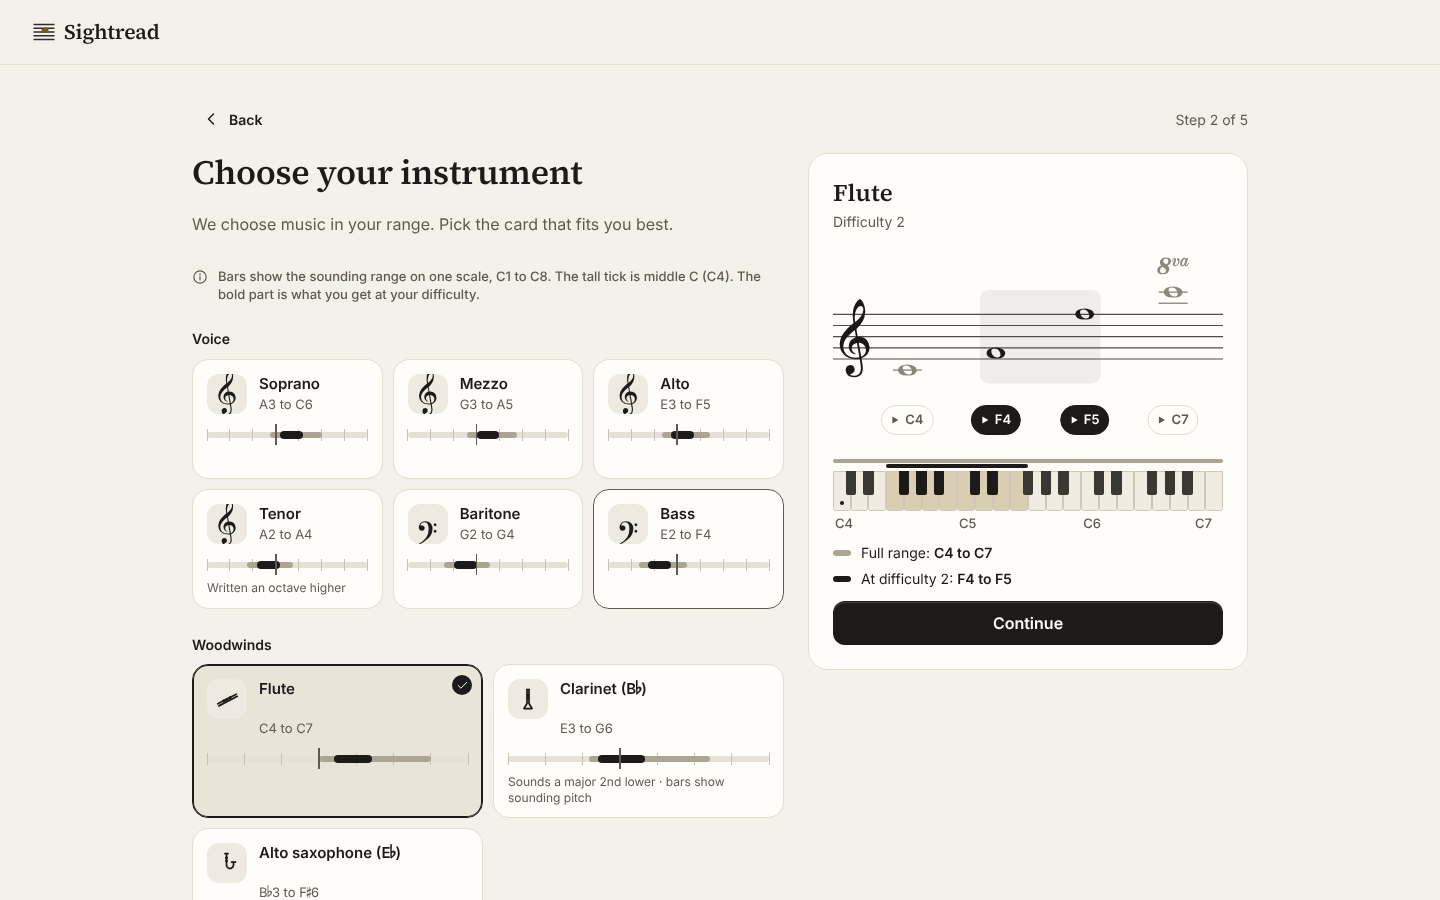 Sightread
Back
Step 2 of 5
Choose your instrument
We choose music in your range. Pick the card that fits you best.
Bars show the sounding range on one scale, C1 to C8. The tall tick is middle C (C4). The
bold part is what you get at your difficulty.
Voice
Soprano
A3 to C6
Mezzo
G3 to A5
Alto
E3 to F5
Tenor
A2 to A4
Written an octave higher
Baritone
G2 to G4
Bass
E2 to F4
Woodwinds
Flute
C4 to C7
Clarinet (B♭)
E3 to G6
Sounds a major 2nd lower · bars show
sounding pitch
Alto saxophone (E♭)
B♭3 to F♯6
Flute
Difficulty 2
8va
C4
F4
F5
C7
C4
C5
C6
C7
Full range: C4 to C7
At difficulty 2: F4 to F5
Continue